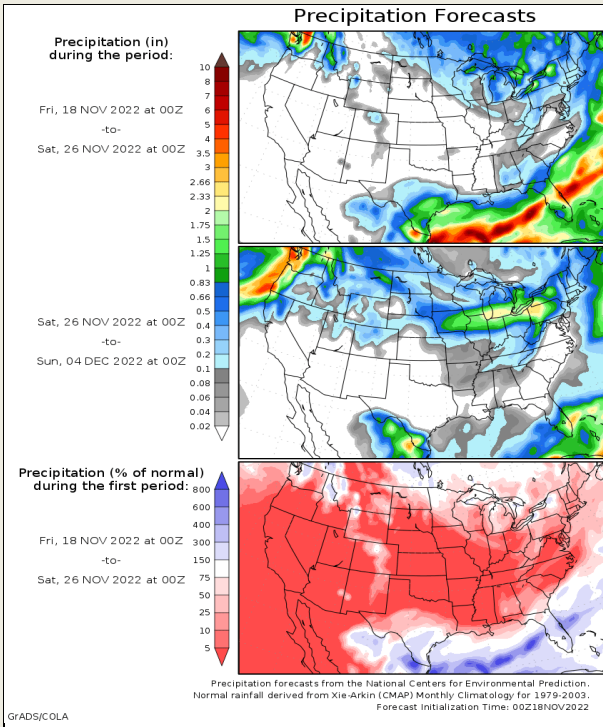 Precipitation Forecasts
Precipitation (in)
during the period:
Fri, 18 NOV 2022 at 00Z
-to-
Sat, 26 NOV 2022 at 00Z
10
8
7
6
5
4
3.5
3
2.66
2.33
2
1.75
1.5
1.25
1
0.83
0.66
0.5
0.4
0.3
0.2
0.1
0.08
0.06
0.04
0.02
Sat, 26 NOV 2022 at 00Z
-to-
Sun, 04 DEC 2022 at 00Z
Precipitation (% of normal)
during the first period:
Fri, 18 NOV 2022 at 00Z
-to-
Sat, 26 NOV 2022 at 00Z
800
600
400
300
150
75
50
25
10
5
Precipitation forecasts from the National Centers for Environmental Prediction.
Normal rainfall derived from Xie-Arkin (CMAP) Monthly Climatology for 1979-2003.
Forecast Initialization Time: 00Z18NOV2022
GrADS/COLA